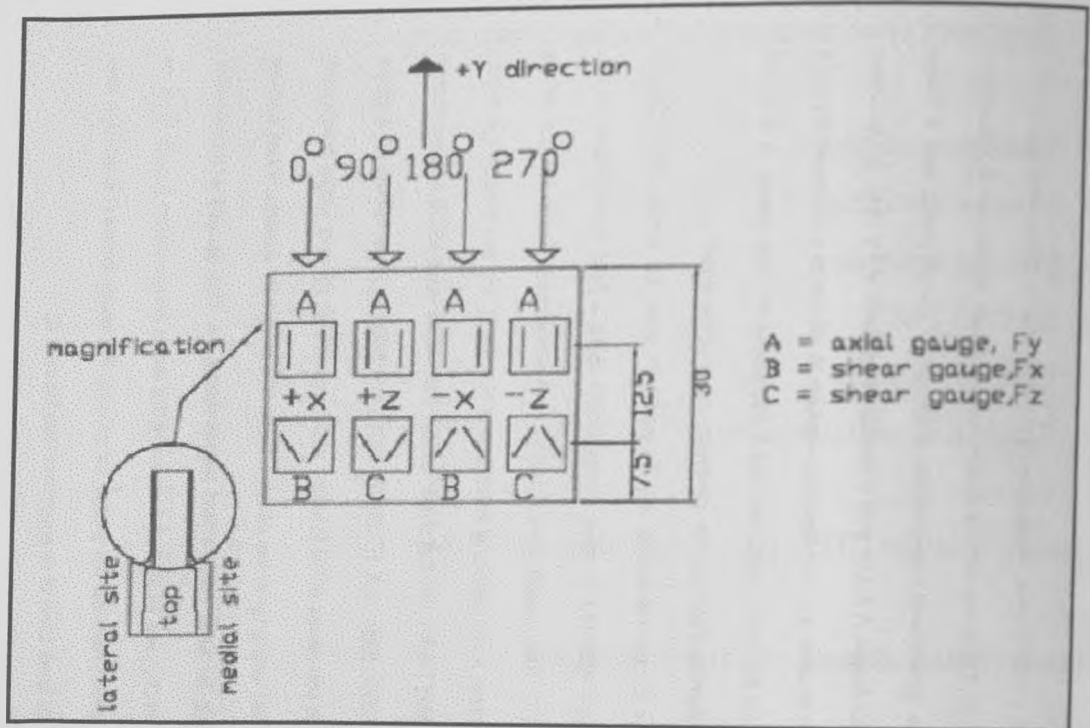 +Y direction
0° 90° 180° 270°
A A A A
magnification
+x +z -x -z
B C B C
A = axial gauge, Fy
B = shear gauge,Fx
C = shear gauge,Fz
12.5
7.5
30
lateral site
top
medial site